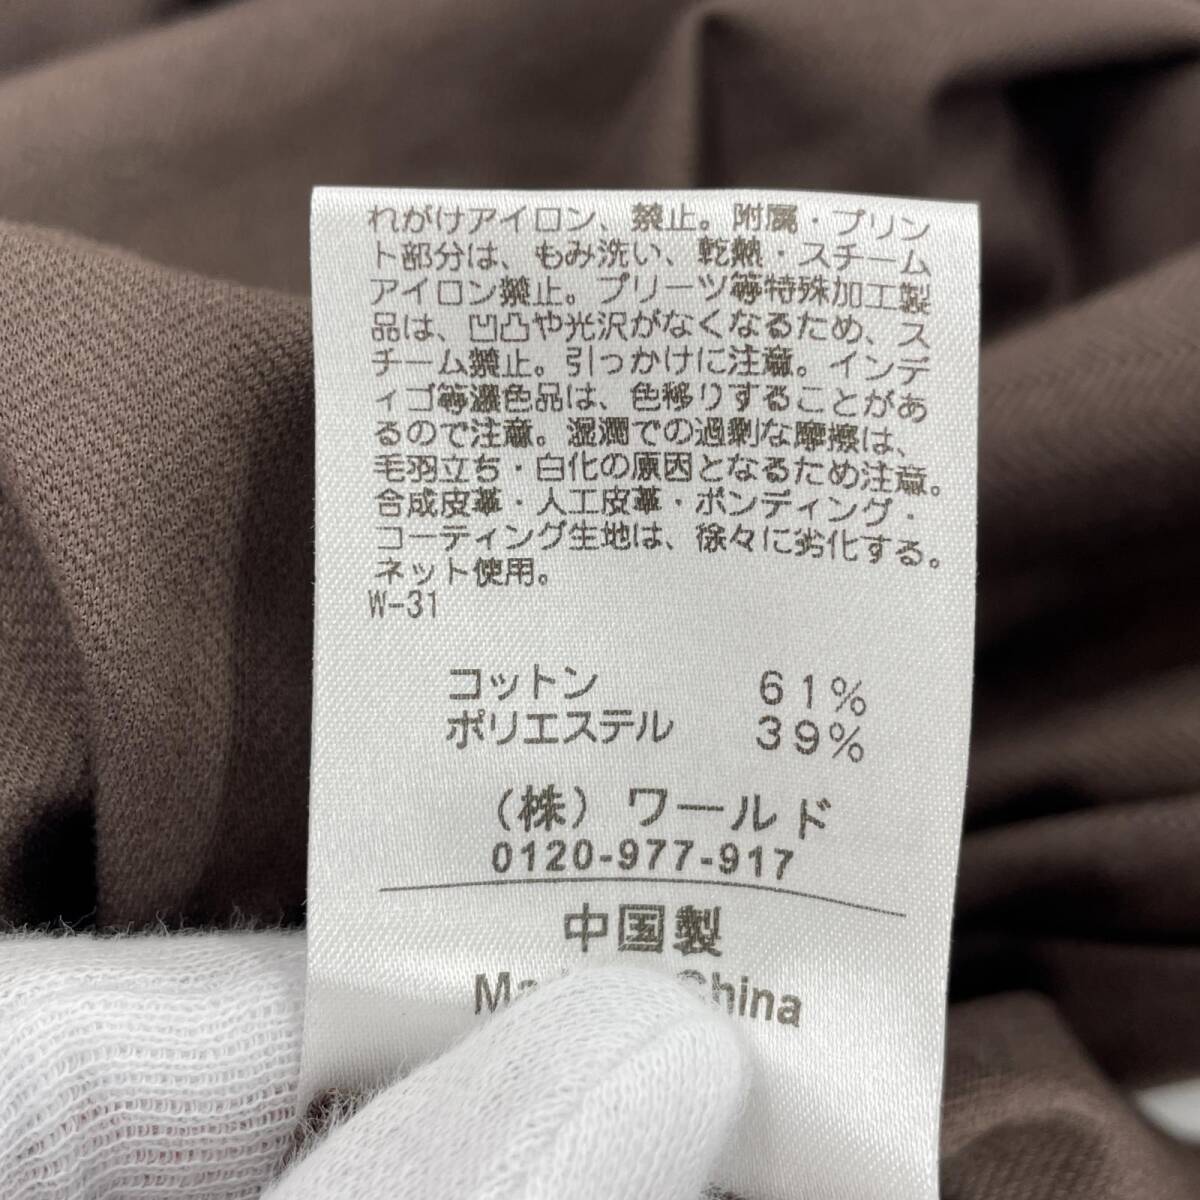 れがけアイロン、禁止。附属・プリン
ト部分は、もみ洗い、乾熱・スチーム
アイロン禁止。プリーツ等特殊加工製
品は、凹凸や光沢がなくなるため、ス
チーム禁止。引っかけに注意。インデ
ィゴ等濃色品は、色移りすることがあ
るので注意。湿潤での過剰な摩擦は、
毛羽立ち・白化の原因となるため注意。
合成皮革・人工皮革・ボンディング・
コーティング生地は、徐々に劣化する。
ネット使用。
W-31
コットン 61%
ポリエステル 39%
(株) ワールド
0120-977-917
中国製
Ma China